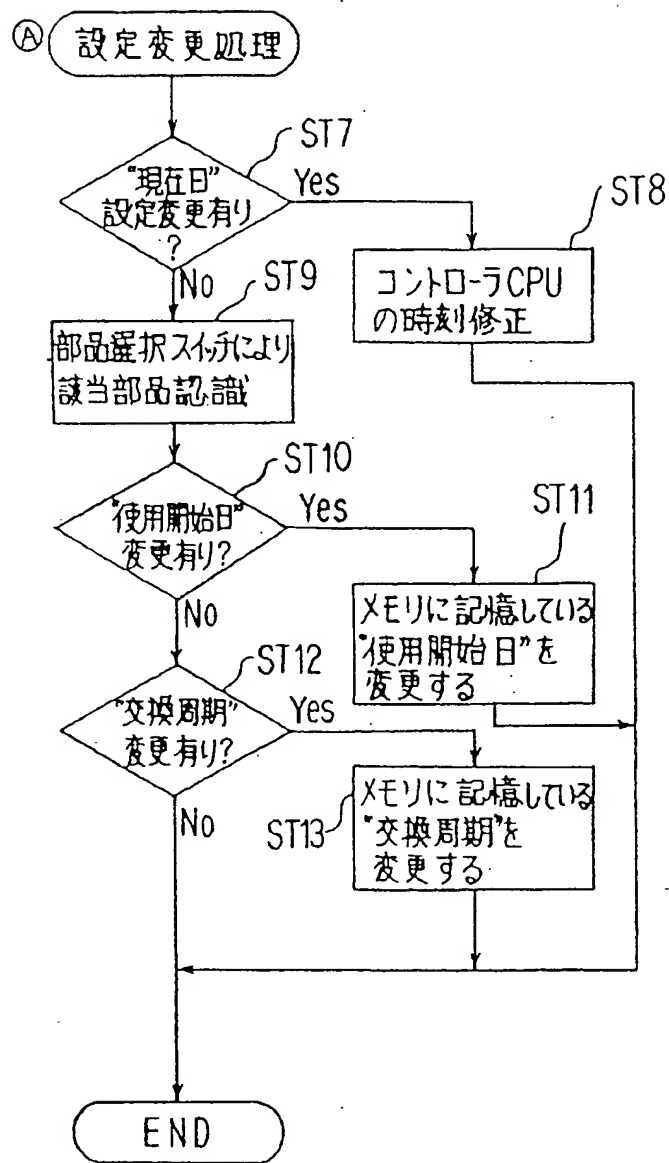 Ⓐ 設定変更処理
ST7
"現在日"
設定変更有り
?
Yes
No
ST8
コントローラCPU
の時刻修正
ST9
部品選択スイッチにより
該当部品認識
ST10
"使用開始日"
変更有り?
Yes
No
ST11
メモリに記憶している
"使用開始日"を
変更する
ST12
"交換周期"
変更有り?
Yes
No
ST13
メモリに記憶している
"交換周期"を
変更する
END